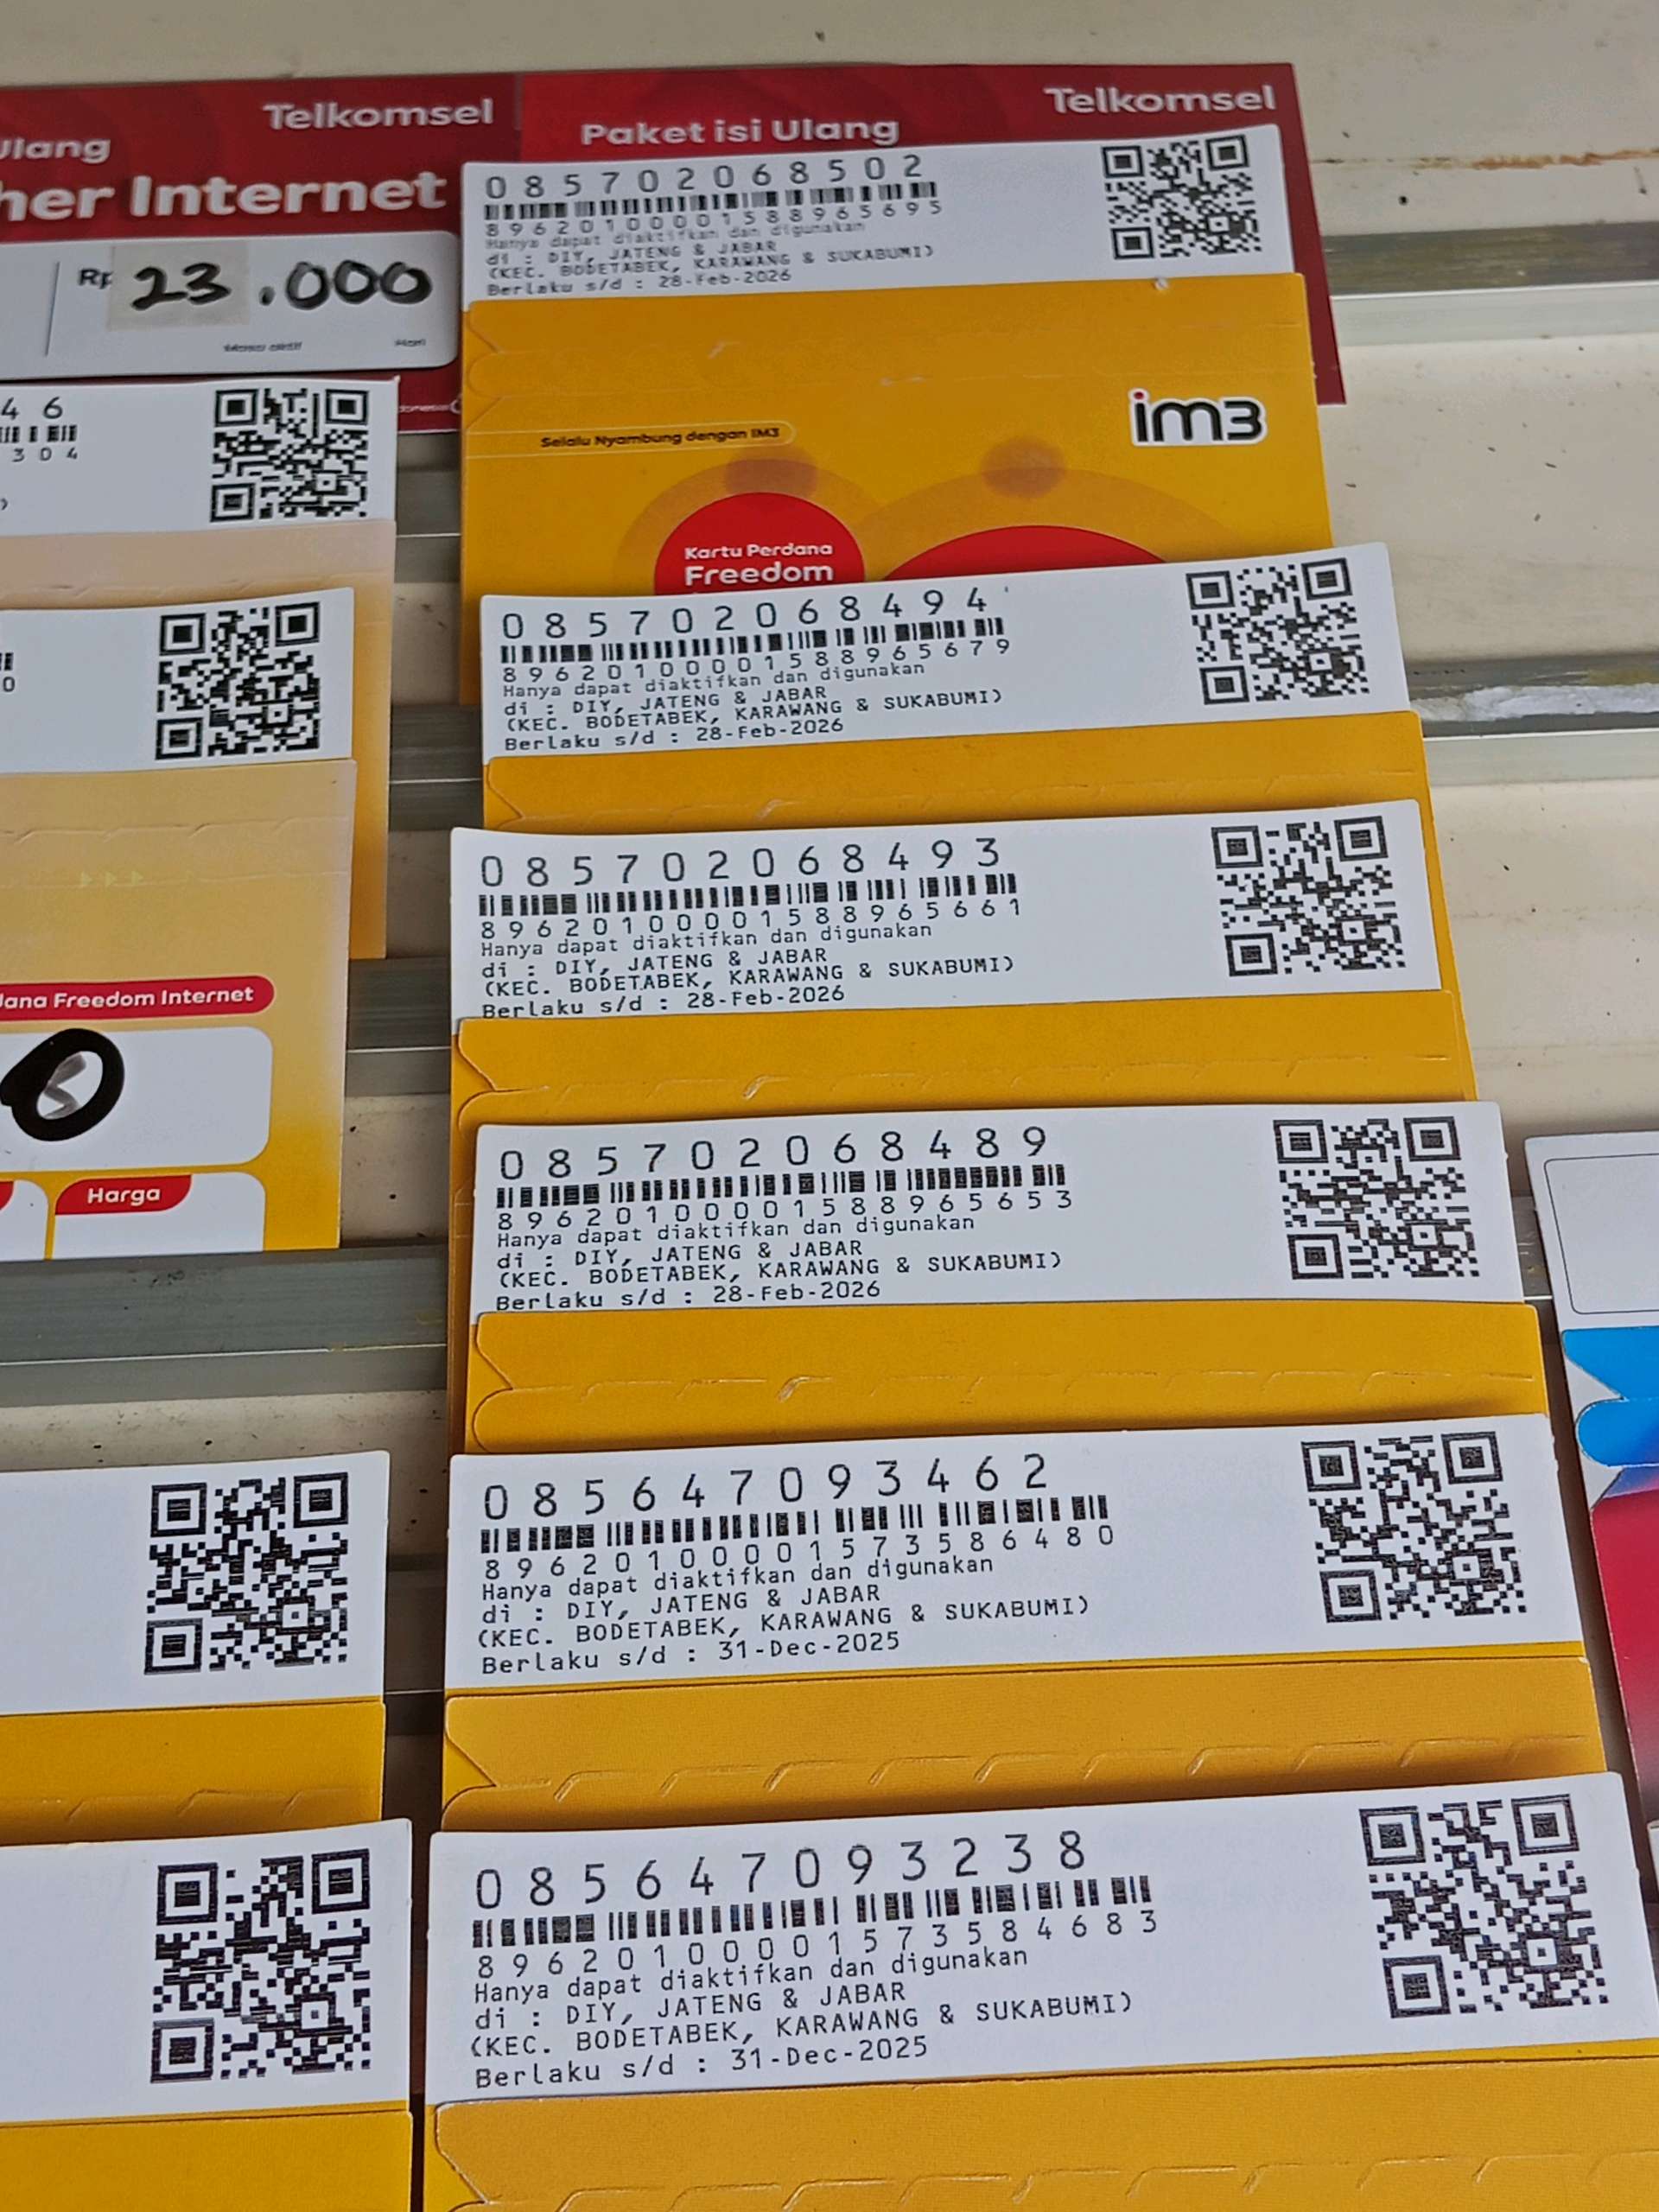 Telkomsel
Ulang
her Internet
Rp 23.000
Masa aktif
Hari
Telkomsel
Paket isi Ulang
085702068502
89620100001588965695
Hanya dapat diaktifkan dan digunakan
di : DIY, JATENG & JABAR
(KEC. BODETABEK, KARAWANG & SUKABUMI)
Berlaku s/d : 28-Feb-2026
im3
Selalu Nyambung dengan IM3
Kartu Perdana
Freedom
46
304
)
0
085702068494
89620100001588965679
Hanya dapat diaktifkan dan digunakan
di : DIY, JATENG & JABAR
(KEC. BODETABEK, KARAWANG & SUKABUMI)
Berlaku s/d : 28-Feb-2026
085702068493
89620100001588965661
Hanya dapat diaktifkan dan digunakan
di : DIY, JATENG & JABAR
(KEC. BODETABEK, KARAWANG & SUKABUMI)
Berlaku s/d : 28-Feb-2026
dana Freedom Internet
Harga
085702068489
89620100001588965653
Hanya dapat diaktifkan dan digunakan
di : DIY, JATENG & JABAR
(KEC. BODETABEK, KARAWANG & SUKABUMI)
Berlaku s/d : 28-Feb-2026
085647093462
89620100001573586480
Hanya dapat diaktifkan dan digunakan
di : DIY, JATENG & JABAR
(KEC. BODETABEK, KARAWANG & SUKABUMI)
Berlaku s/d : 31-Dec-2025
085647093238
89620100001573584683
Hanya dapat diaktifkan dan digunakan
di : DIY, JATENG & JABAR
(KEC. BODETABEK, KARAWANG & SUKABUMI)
Berlaku s/d : 31-Dec-2025